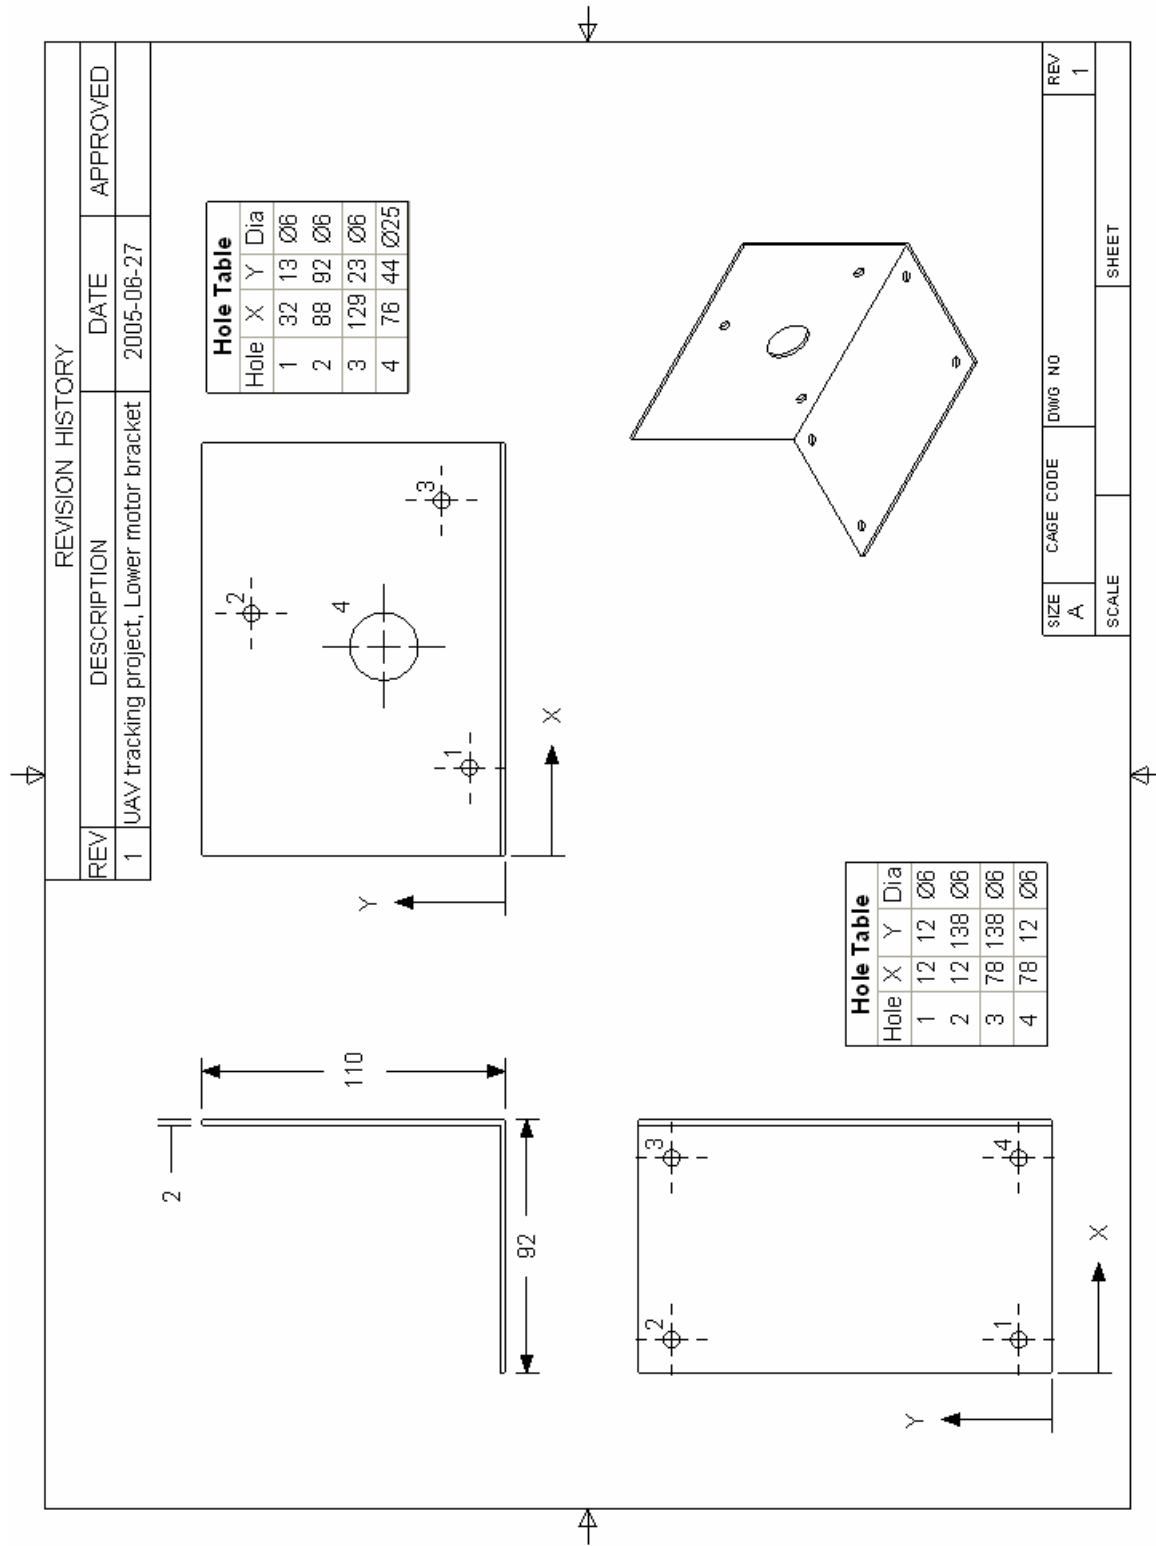 REVISION HISTORY
REV DESCRIPTION DATE APPROVED
1 UAV tracking project, Lower motor bracket 2005-06-27
2
110
92
Y
X
1
2
3
4
Hole Table
Hole X Y Dia
1 32 13 Ø6
2 88 92 Ø6
3 129 23 Ø6
4 76 44 Ø25
Y
X
1
2
3
4
Hole Table
Hole X Y Dia
1 12 12 Ø6
2 12 138 Ø6
3 78 138 Ø6
4 78 12 Ø6
SIZE CAGE CODE DWG NO REV
A 1
SCALE SHEET